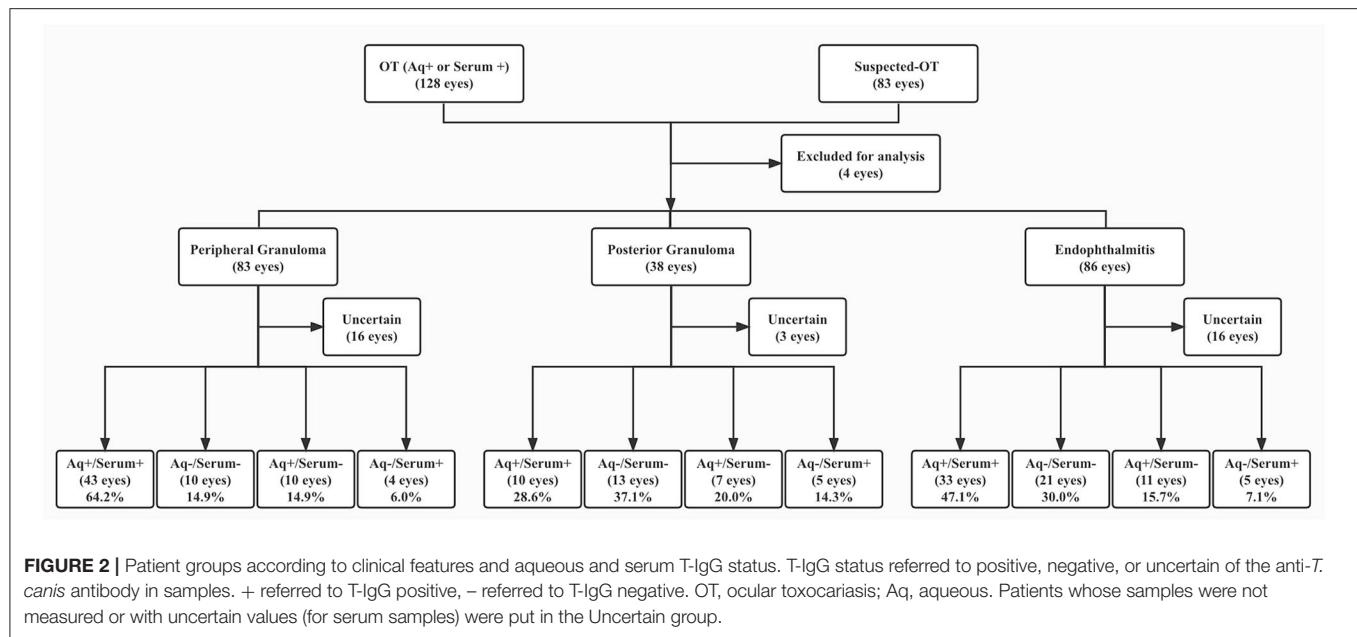 OT (Aq+ or Serum +)
(128 eyes)
Suspected-OT
(83 eyes)
Excluded for analysis
(4 eyes)
Peripheral Granuloma
(83 eyes)
Posterior Granuloma
(38 eyes)
Endophthalmitis
(86 eyes)
Uncertain
(16 eyes)
Uncertain
(3 eyes)
Uncertain
(16 eyes)
Aq+/Serum+
(43 eyes)
64.2%
Aq-/Serum-
(10 eyes)
14.9%
Aq+/Serum-
(10 eyes)
14.9%
Aq-/Serum+
(4 eyes)
6.0%
Aq+/Serum+
(10 eyes)
28.6%
Aq-/Serum-
(13 eyes)
37.1%
Aq+/Serum-
(7 eyes)
20.0%
Aq-/Serum+
(5 eyes)
14.3%
Aq+/Serum+
(33 eyes)
47.1%
Aq-/Serum-
(21 eyes)
30.0%
Aq+/Serum-
(11 eyes)
15.7%
Aq-/Serum+
(5 eyes)
7.1%
FIGURE 2 | Patient groups according to clinical features and aqueous and serum T-IgG status. T-IgG status referred to positive, negative, or uncertain of the anti-T.
canis antibody in samples. + referred to T-IgG positive, – referred to T-IgG negative. OT, ocular toxocariasis; Aq, aqueous. Patients whose samples were not
measured or with uncertain values (for serum samples) were put in the Uncertain group.